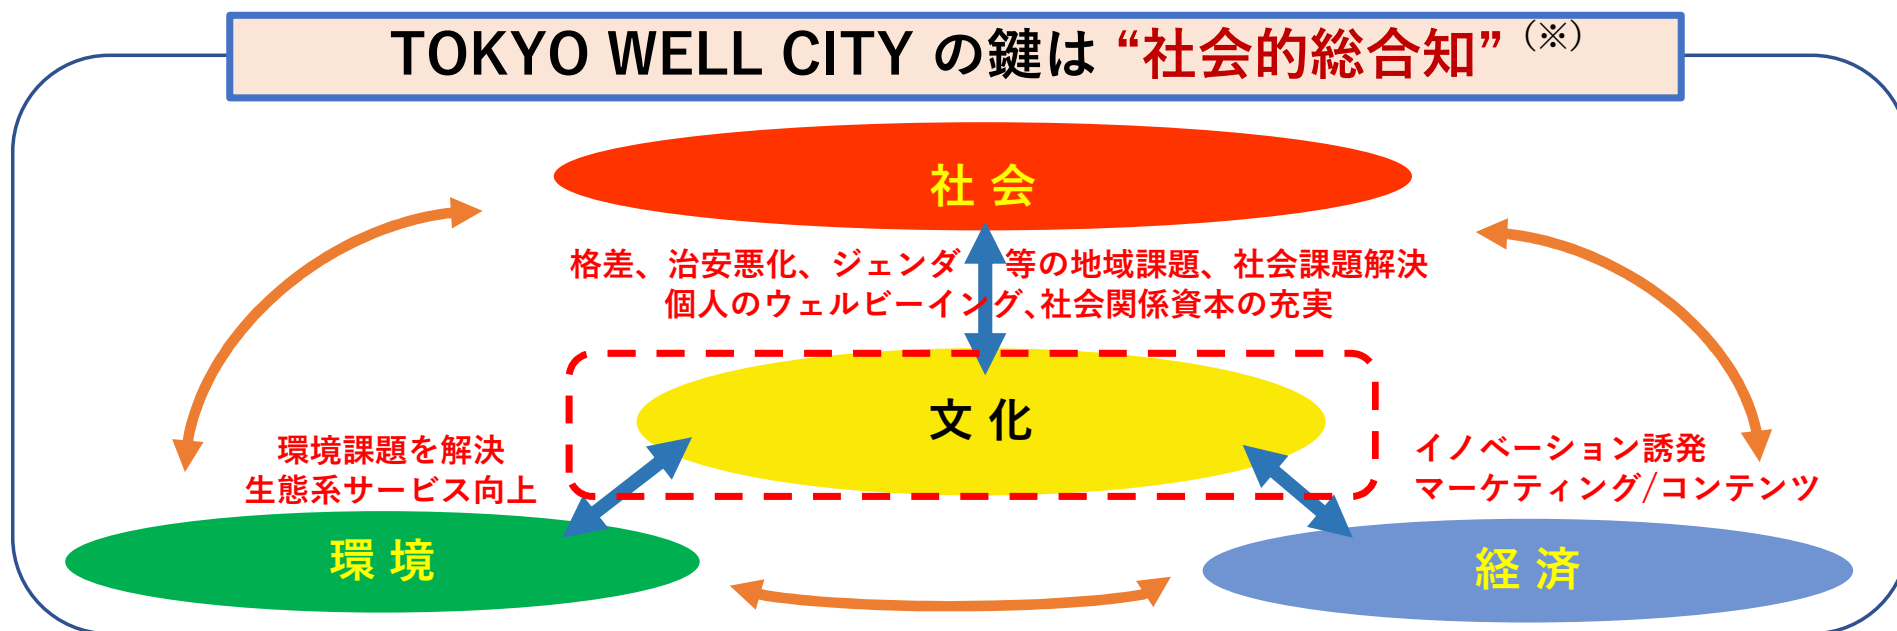 TOKYO WELL CITY の鍵は “社会的総合知” (※)
社 会
格差、治安悪化、ジェンダ 等の地域課題、社会課題解決
個人のウェルビーイング、社会関係資本の充実
文 化
環境課題を解決
生態系サービス向上
イノベーション誘発
マーケティング/コンテンツ
環 境
経 済